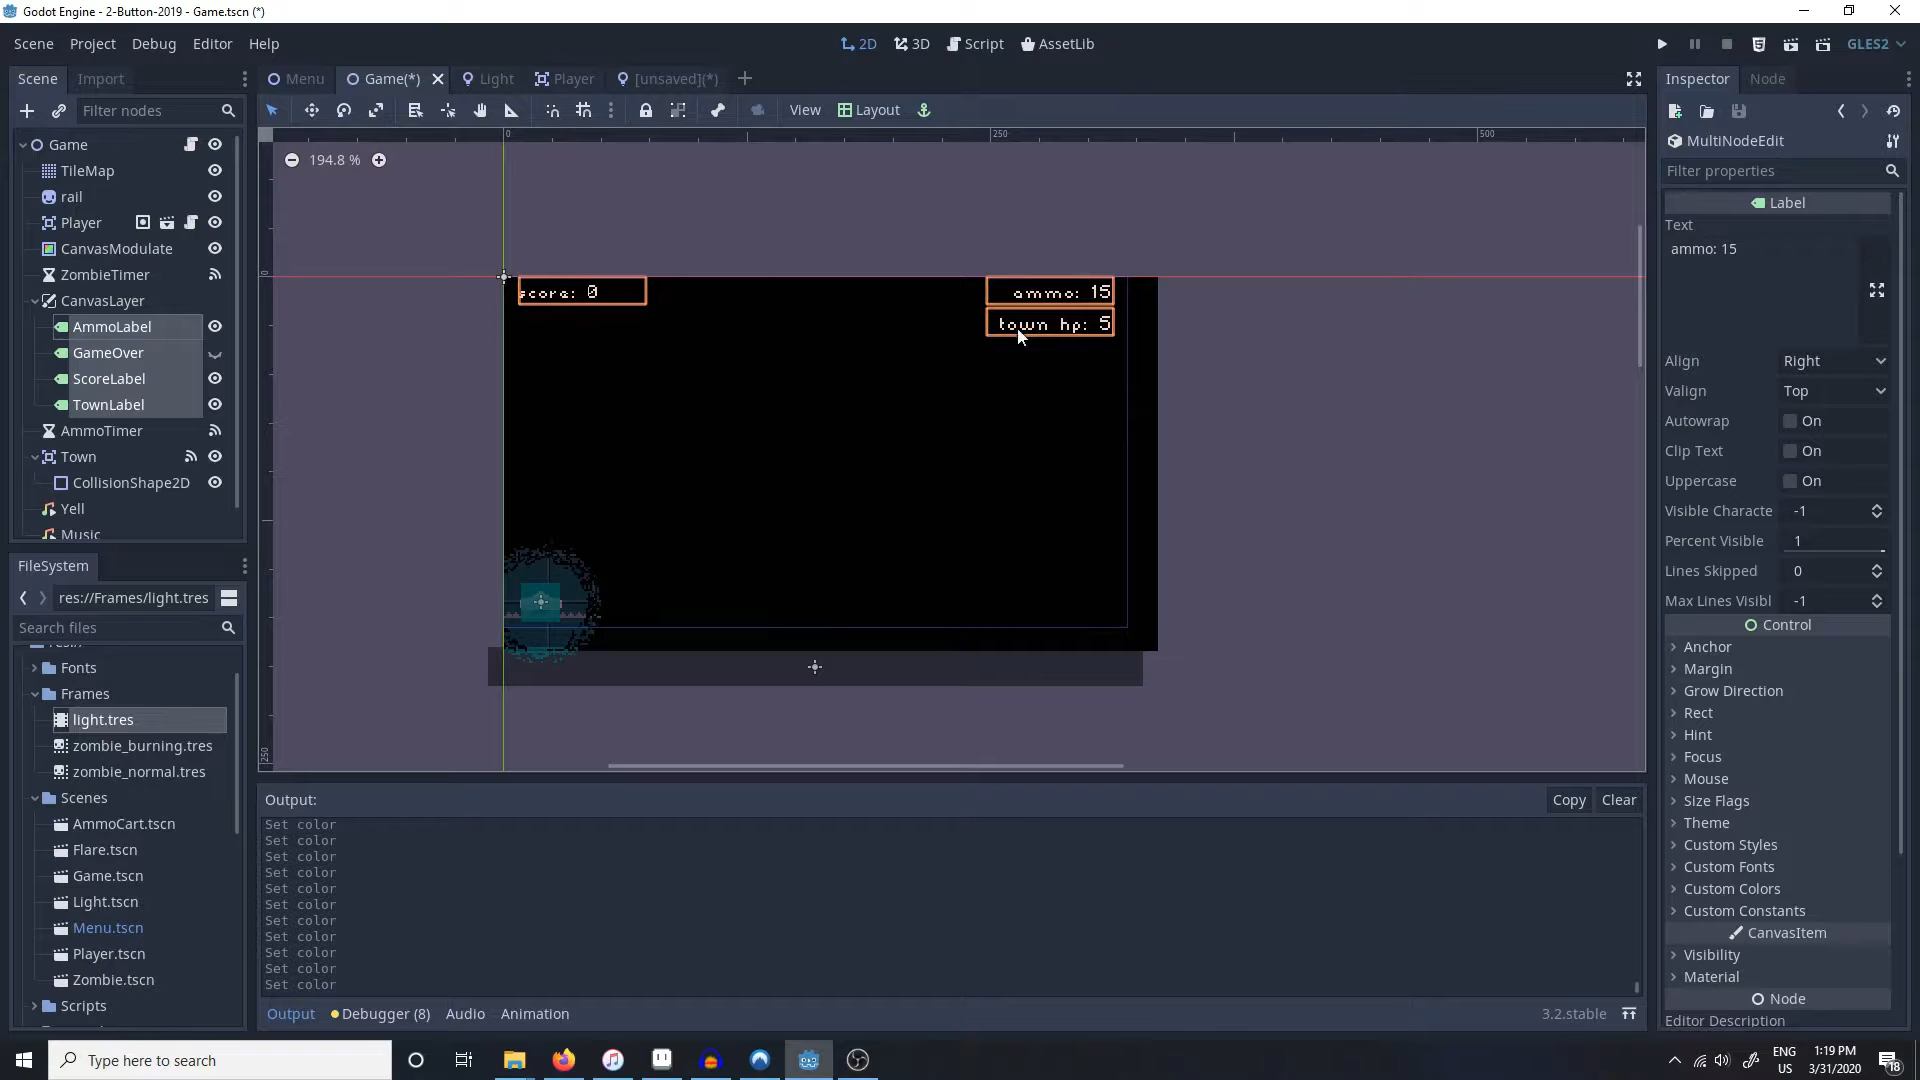 Godot Engine - 2-Button-2019 - Game.tscn (*)
Scene Project Debug Editor Help
2D 3D Script AssetLib
GLES2
Scene Import
Menu Game(*) Light Player [unsaved](*)
Inspector Node
Filter nodes
View Layout
MultiNodeEdit
Filter properties
Game
TileMap
rail
Player
CanvasModulate
ZombieTimer
CanvasLayer
AmmoLabel
GameOver
ScoreLabel
TownLabel
AmmoTimer
Town
CollisionShape2D
Yell
Music
0 250 500
194.8 %
0
250
score: 0
ammo: 15
town hp: 5
Label
Text
ammo: 15
Align Right
Valign Top
Autowrap On
Clip Text On
Uppercase On
Visible Characte -1
Percent Visible 1
Lines Skipped 0
Max Lines Visibl -1
Control
Anchor
Margin
Grow Direction
Rect
Hint
Focus
Mouse
Size Flags
Theme
Custom Styles
Custom Fonts
Custom Colors
Custom Constants
CanvasItem
Visibility
Material
Node
Editor Description
FileSystem
res://Frames/light.tres
Search files
Fonts
Frames
light.tres
zombie_burning.tres
zombie_normal.tres
Scenes
AmmoCart.tscn
Flare.tscn
Game.tscn
Light.tscn
Menu.tscn
Player.tscn
Zombie.tscn
Scripts
Output:
Copy Clear
Set color
Set color
Set color
Set color
Set color
Set color
Set color
Set color
Set color
Set color
Set color
Output Debugger (8) Audio Animation
3.2.stable
Type here to search
ENG
US
1:19 PM
3/31/2020
18